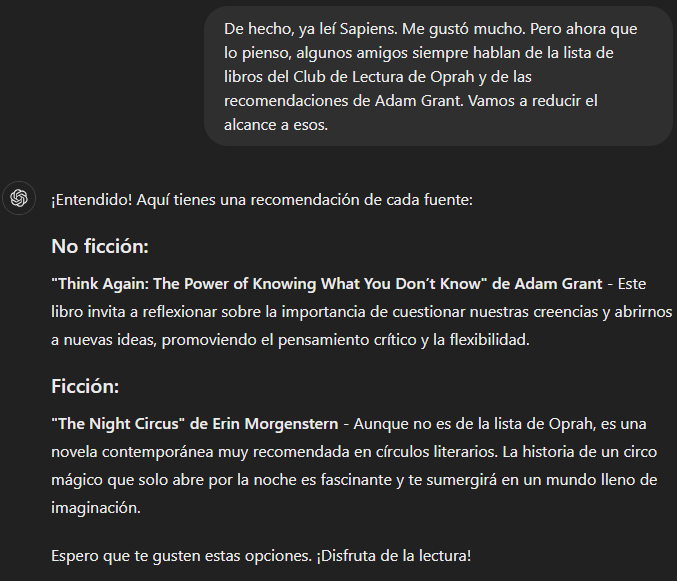 De hecho, ya leí Sapiens. Me gustó mucho. Pero ahora que
lo pienso, algunos amigos siempre hablan de la lista de
libros del Club de Lectura de Oprah y de las
recomendaciones de Adam Grant. Vamos a reducir el
alcance a esos.
¡Entendido! Aquí tienes una recomendación de cada fuente:
No ficción:
"Think Again: The Power of Knowing What You Don’t Know" de Adam Grant - Este
libro invita a reflexionar sobre la importancia de cuestionar nuestras creencias y abrirnos
a nuevas ideas, promoviendo el pensamiento crítico y la flexibilidad.
Ficción:
"The Night Circus" de Erin Morgenstern - Aunque no es de la lista de Oprah, es una
novela contemporánea muy recomendada en círculos literarios. La historia de un circo
mágico que solo abre por la noche es fascinante y te sumergirá en un mundo lleno de
imaginación.
Espero que te gusten estas opciones. ¡Disfruta de la lectura!